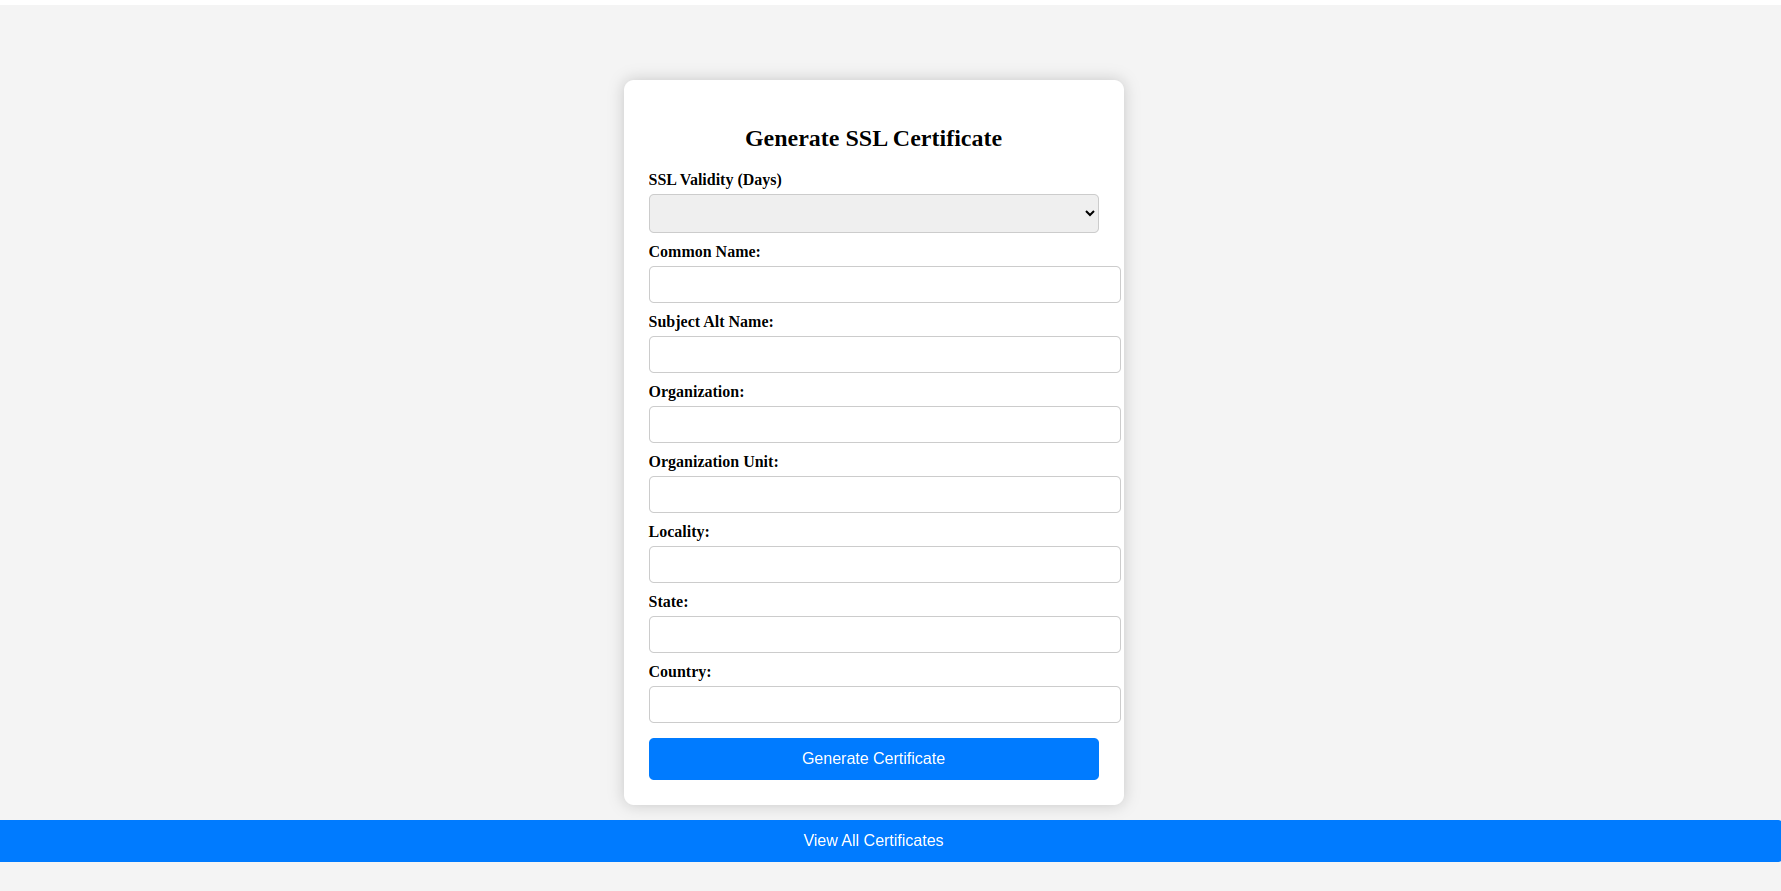 Generate SSL Certificate
SSL Validity (Days)
Common Name:
Subject Alt Name:
Organization:
Organization Unit:
Locality:
State:
Country:
Generate Certificate
View All Certificates